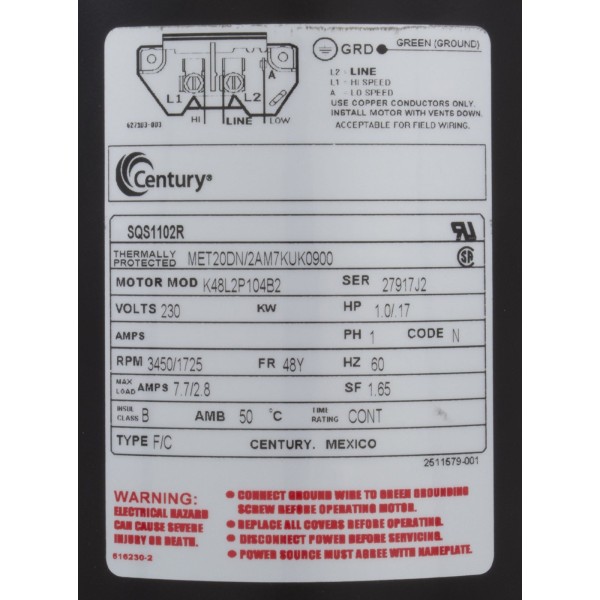 GRD GREEN (GROUND)
L2 - LINE
L1 - HI SPEED
A - LO SPEED
USE COPPER CONDUCTORS ONLY.
INSTALL MOTOR WITH VENTS DOWN.
ACCEPTABLE FOR FIELD WIRING.
A
L1 L2
HI LINE LOW
Century®
SQS1102R
THERMALLY PROTECTED MET20DN/2AM7KUK0900
MOTOR MOD K48L2P104B2 SER 27917J2
VOLTS 230 KW HP 1.0/.17
AMPS PH 1 CODE N
RPM 3450/1725 FR 48Y HZ 60
MAX LOAD AMPS 7.7/2.8 SF 1.65
INSUL CLASS B AMB 50 °C TIME RATING CONT
TYPE F/C CENTURY. MEXICO
2511579-001
WARNING:
ELECTRICAL HAZARD
CAN CAUSE SEVERE
INJURY OR DEATH.
616230-2
• CONNECT GROUND WIRE TO GREEN GROUNDING
SCREW BEFORE OPERATING MOTOR.
• REPLACE ALL COVERS BEFORE OPERATING.
• DISCONNECT POWER BEFORE SERVICING.
• POWER SOURCE MUST AGREE WITH NAMEPLATE.